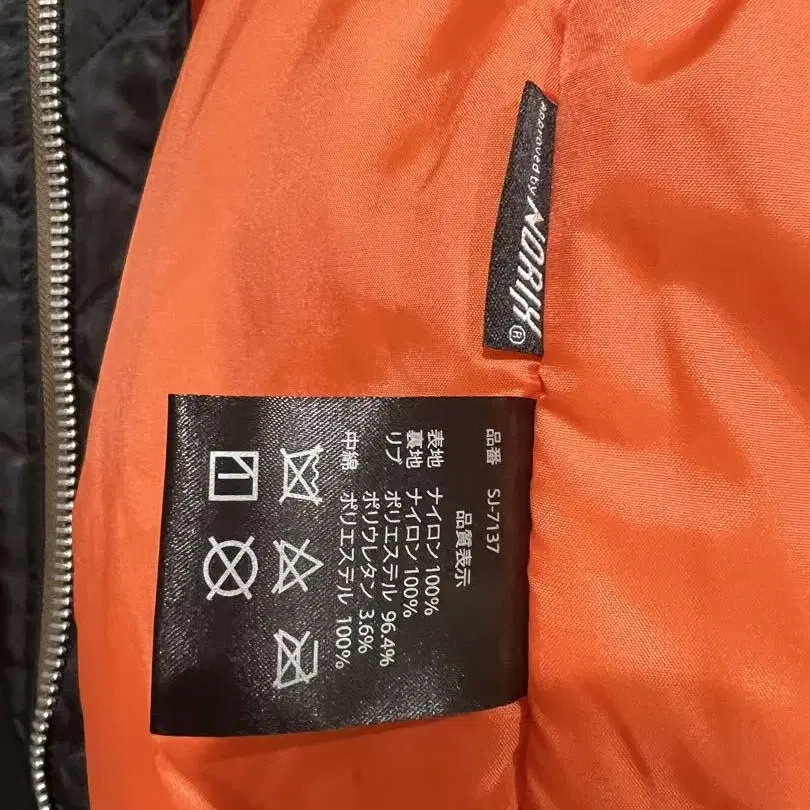 approved by
NORIX®
品番 SJ-7137
品質表示
表地 ナイロン 100%
裏地 ナイロン 100%
リブ ポリエステル 96.4%
ポリウレタン 3.6%
中綿 ポリエステル 100%